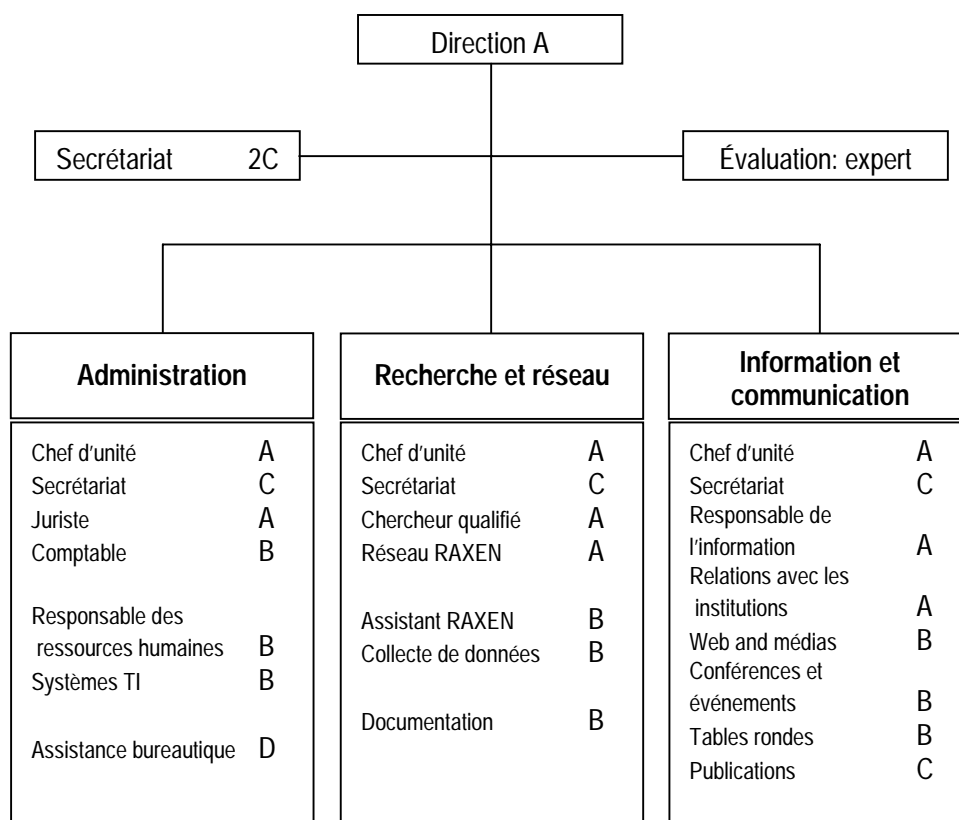 Direction A
Secrétariat 2C
Évaluation: expert
Administration
Chef d'unité A
Secrétariat C
Juriste A
Comptable B
Responsable des
ressources humaines B
Systèmes TI B
Assistance bureautique D
Recherche et réseau
Chef d'unité A
Secrétariat C
Chercheur qualifié A
Réseau RAXEN A
Assistant RAXEN B
Collecte de données B
Documentation B
Information et
communication
Chef d'unité A
Secrétariat C
Responsable de
l'information A
Relations avec les
institutions A
Web and médias B
Conférences et
événements B
Tables rondes B
Publications C